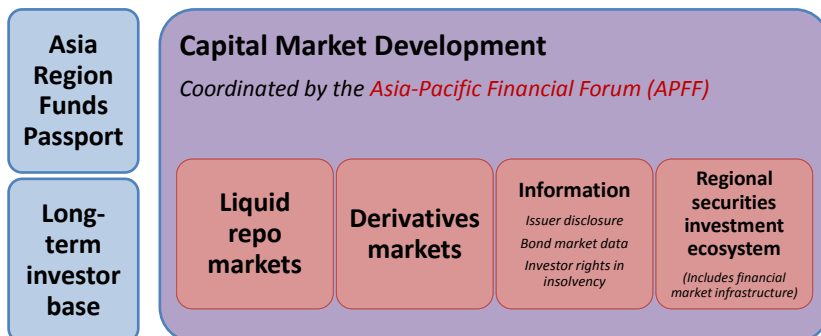 Asia
Region
Funds
Passport
Long-
term
investor
base
Capital Market Development
Coordinated by the Asia-Pacific Financial Forum (APFF)
Liquid
repo
markets
Derivatives
markets
Information
Issuer disclosure
Bond market data
Investor rights in
insolvency
Regional
securities
investment
ecosystem
(Includes financial
market infrastructure)